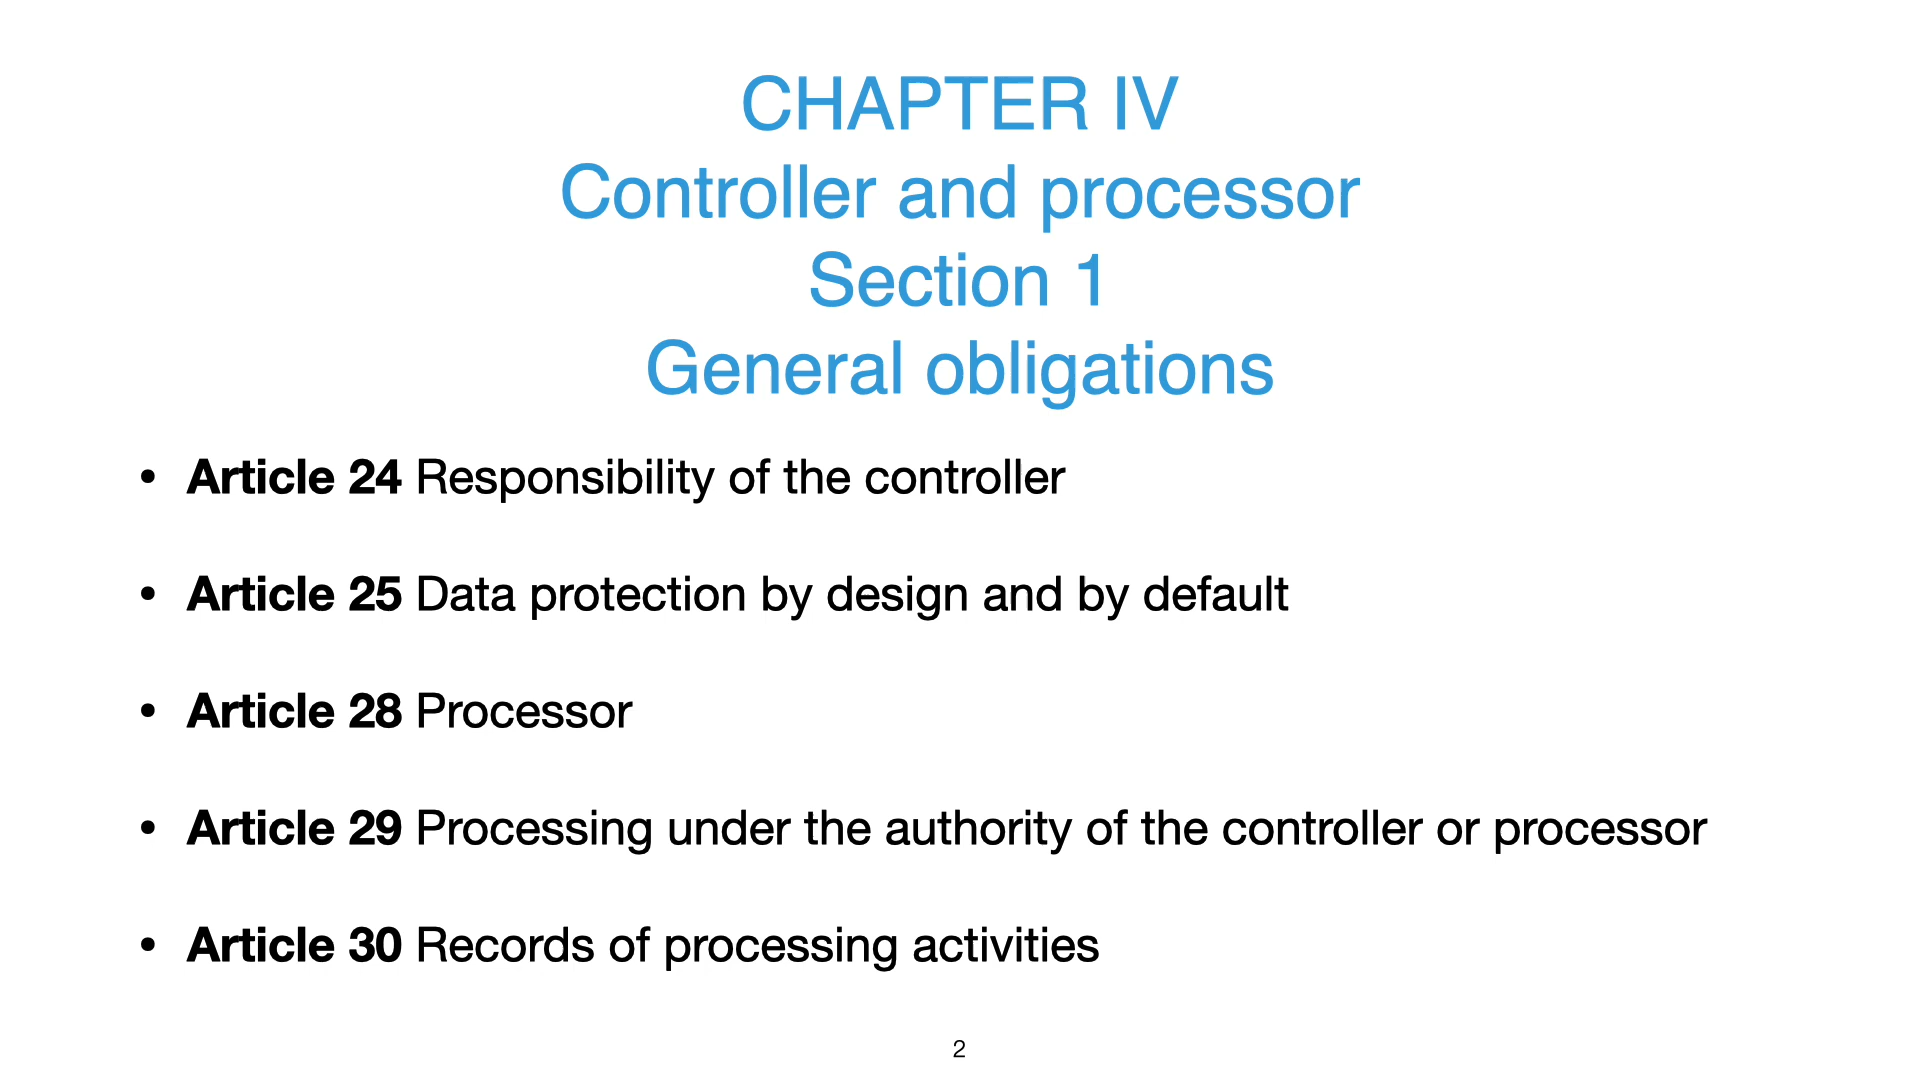 CHAPTER IV
Controller and processor
Section 1
General obligations
• Article 24 Responsibility of the controller
• Article 25 Data protection by design and by default
• Article 28 Processor
• Article 29 Processing under the authority of the controller or processor
• Article 30 Records of processing activities
2